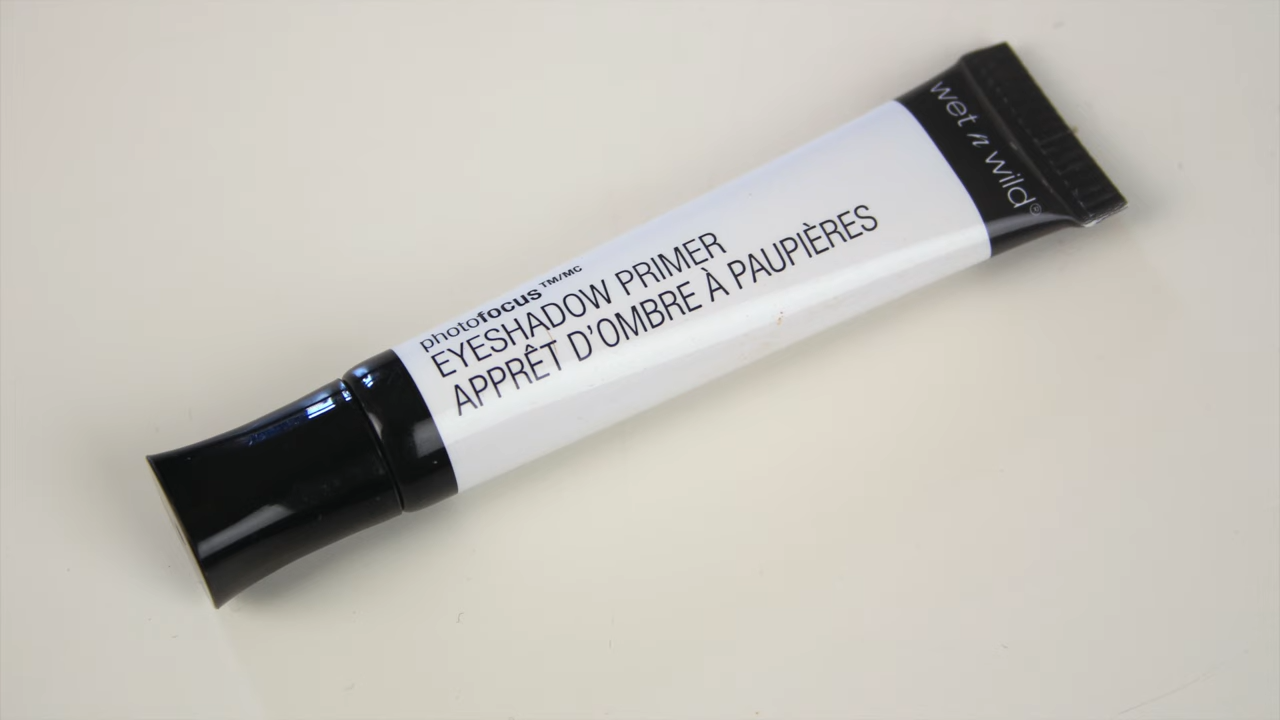 photofocus™/MC
EYESHADOW PRIMER
APPRÊT D'OMBRE À PAUPIÈRES
wet n wild®